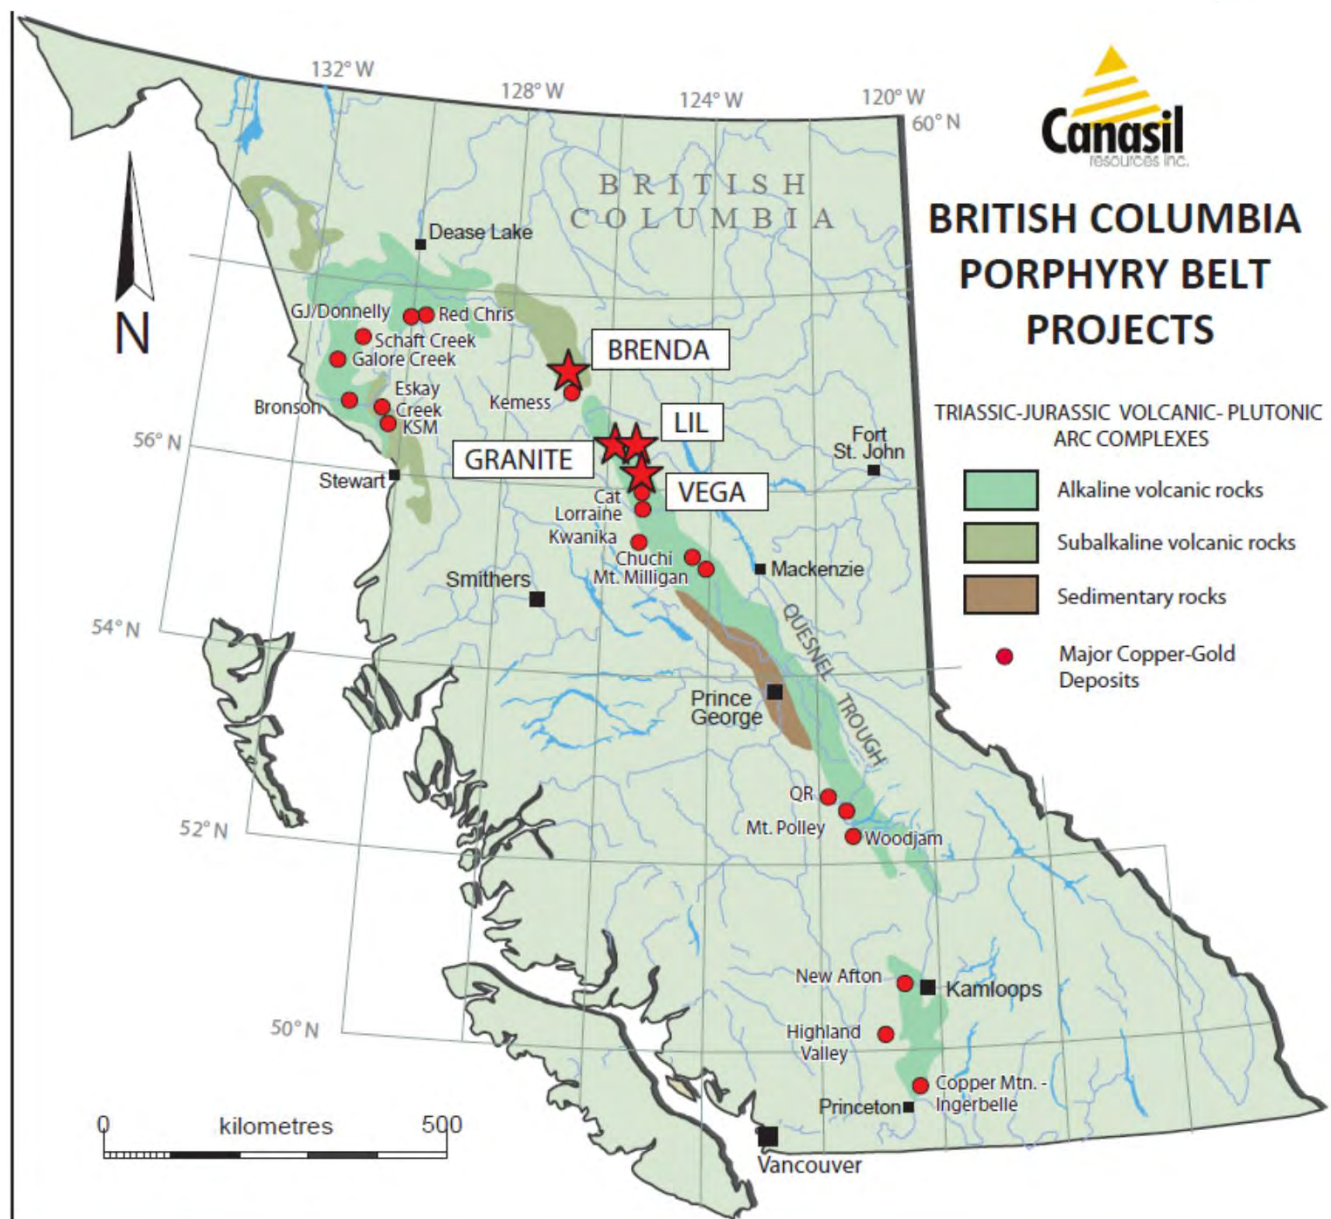 132° W
128° W
124° W
120° W
60° N
Canasil
resources inc.
BRITISH
COLUMBIA
BRITISH COLUMBIA
PORPHYRY BELT
PROJECTS
Dease Lake
GJ/Donnelly
Red Chris
Schaft Creek
Galore Creek
BRENDA
Eskay
Creek
Bronson
Kemess
KSM
N
LIL
TRIASSIC-JURASSIC VOLCANIC- PLUTONIC
ARC COMPLEXES
56° N
GRANITE
Fort
St. John
Stewart
VEGA
Alkaline volcanic rocks
Cat
Lorraine
Kwanika
Subalkaline volcanic rocks
Chuchi
Mt. Milligan
Mackenzie
Smithers
Sedimentary rocks
54° N
QUESNEL TROUGH
Major Copper-Gold
Deposits
Prince
George
QR
Mt. Polley
Woodjam
52° N
New Afton
Kamloops
50° N
Highland
Valley
Copper Mtn. -
Ingerbelle
Princeton
0 kilometres 500
Vancouver